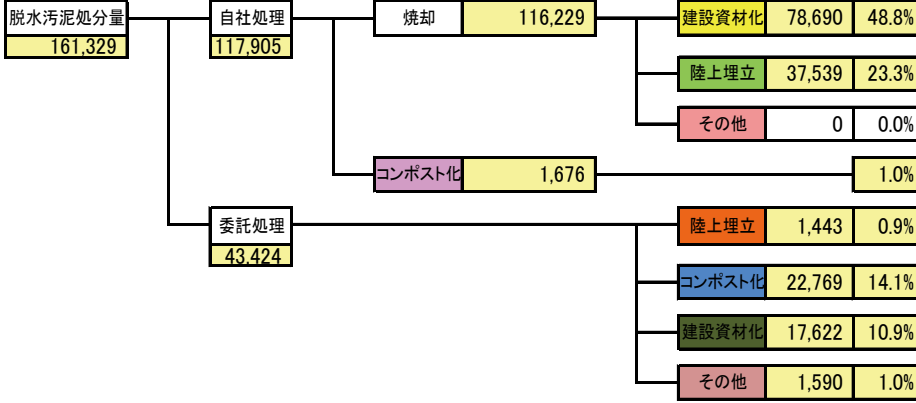 脱水汚泥処分量 自社処理 焼却 116,229 建設資材化 78,690 48.8%
161,329 117,905
陸上埋立 37,539 23.3%
その他 0 0.0%
コンポスト化 1,676 1.0%
委託処理 陸上埋立 1,443 0.9%
43,424
コンポスト化 22,769 14.1%
建設資材化 17,622 10.9%
その他 1,590 1.0%